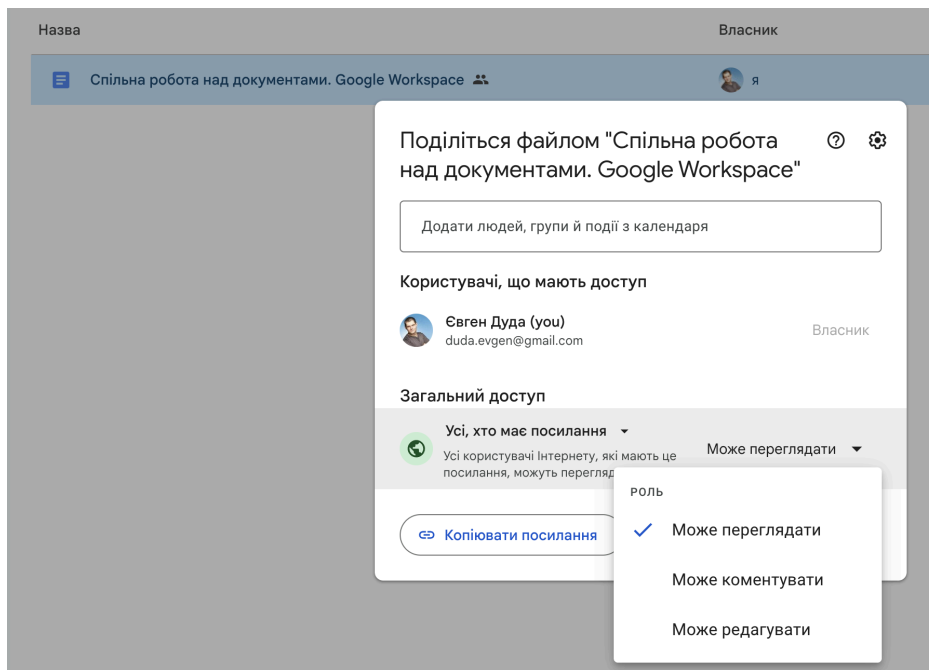 Назва
Власник
Спільна робота над документами. Google Workspace
я
Поділіться файлом "Спільна робота
над документами. Google Workspace"
Додати людей, групи й події з календаря
Користувачі, що мають доступ
Євген Дуда (you)
duda.evgen@gmail.com
Власник
Загальний доступ
Усі, хто має посилання
Усі користувачі Інтернету, які мають це
посилання, можуть
Може переглядати
Копіювати посилання
РОЛЬ
Може переглядати
Може коментувати
Може редагувати